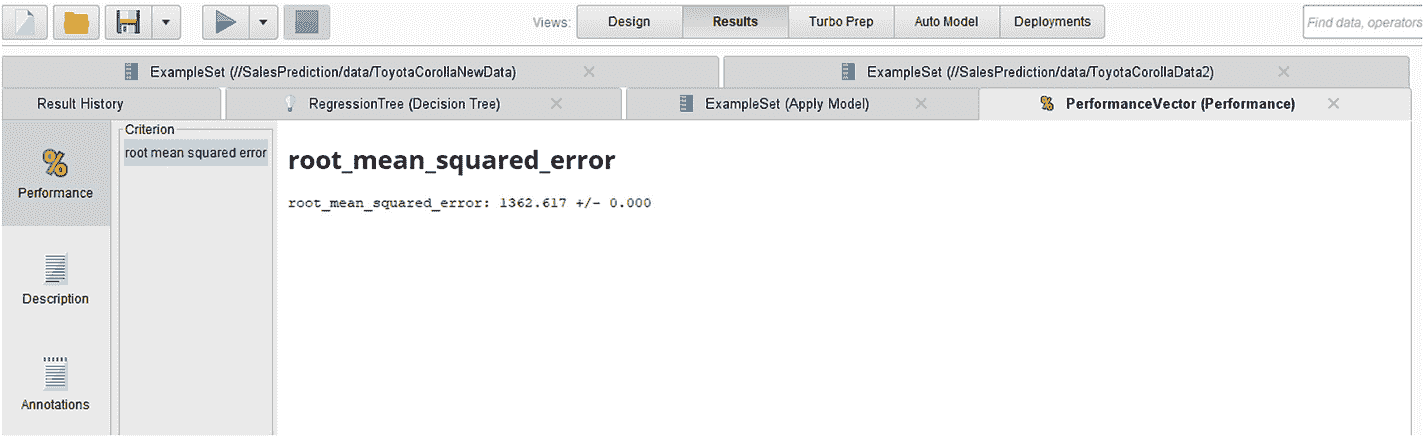 Views:
Design
Results
Turbo Prep
Auto Model
Deployments
Find data, operators
ExampleSet (//SalesPrediction/data/ToyotaCorollaNewData)
ExampleSet (//SalesPrediction/data/ToyotaCorollaData2)
Result History
RegressionTree (Decision Tree)
ExampleSet (Apply Model)
PerformanceVector (Performance)
%
Performance
Description
Annotations
Criterion
root mean squared error
root_mean_squared_error
root_mean_squared_error: 1362.617 +/- 0.000